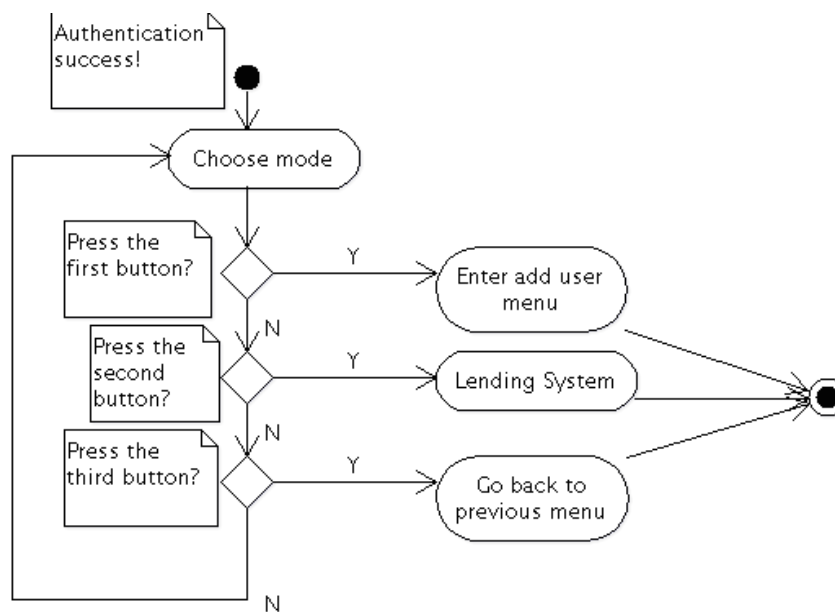 Authentication
success!
Choose mode
Press the
first button?
Y
Enter add user
menu
N
Press the
second
button?
Y
Lending System
N
Press the
third button?
Y
Go back to
previous menu
N